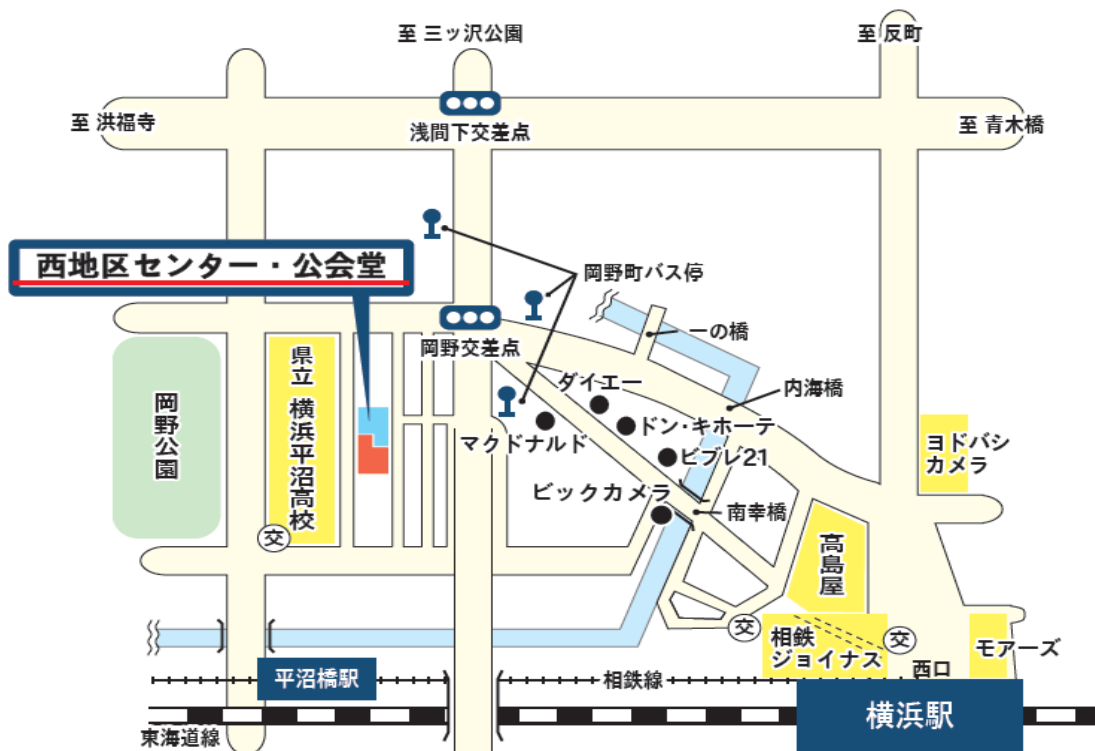 至 三ッ沢公園
至 反町
至 洪福寺
浅間下交差点
至 青木橋
西地区センター・公会堂
岡野町バス停
一の橋
岡野交差点
内海橋
ダイエー
ドン・キホーテ
マクドナルド
ビブレ21
ビックカメラ
南幸橋
ヨドバシ
カメラ
岡野公園
県立 横浜平沼高校
交
高島屋
交
相鉄
ジョイナス
交
西口
モアーズ
平沼橋駅
相鉄線
横浜駅
東海道線